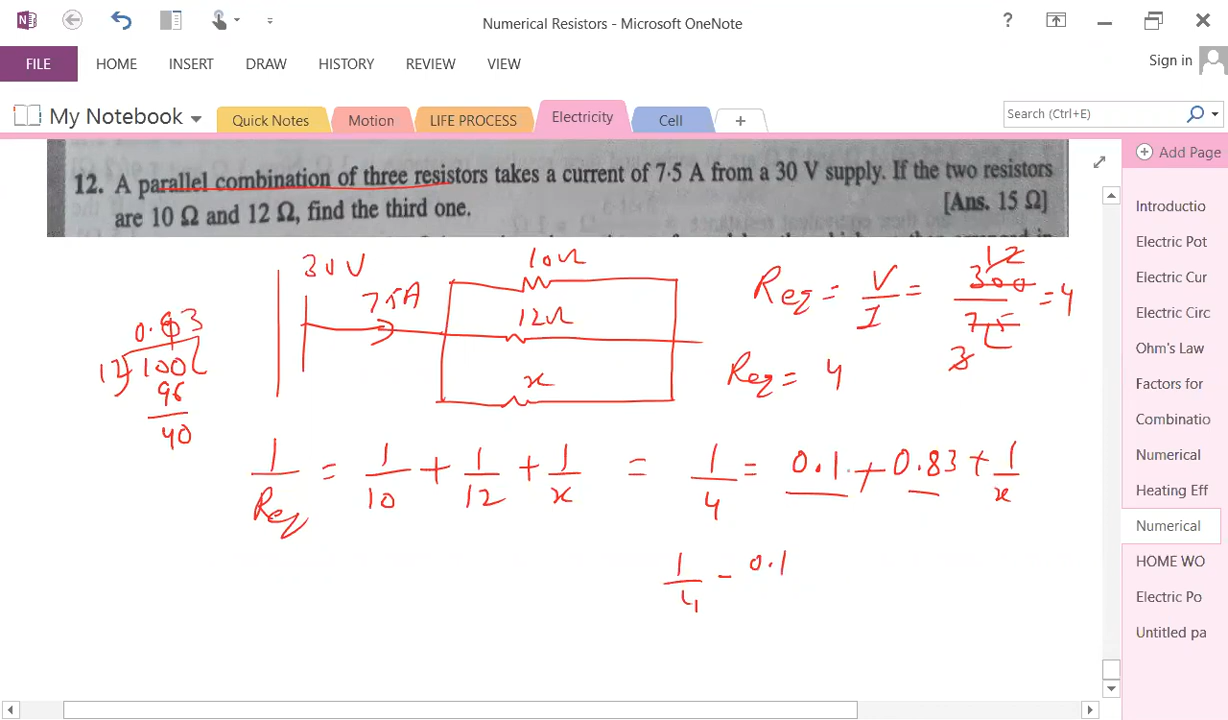 Numerical Resistors - Microsoft OneNote
?
FILE HOME INSERT DRAW HISTORY REVIEW VIEW
Sign in
My Notebook
Quick Notes Motion LIFE PROCESS Electricity Cell +
Search (Ctrl+E)
Add Page
Introductio
Electric Pot
Electric Cur
Electric Circ
Ohm's Law
Factors for
Combinatio
Numerical
Heating Eff
Numerical
HOME WO
Electric Po
Untitled pa
12. A parallel combination of three resistors takes a current of 7·5 A from a 30 V supply. If the two resistors
are 10 Ω and 12 Ω, find the third one. [Ans. 15 Ω]
30V
7.5A
10Ω
12Ω
x
Req = V/I = 300/75 = 4
12
3
Req = 4
12) 100
96
40
1/Req = 1/10 + 1/12 + 1/x = 1/4 = 0.1 + 0.83 + 1/x
1/4 - 0.1